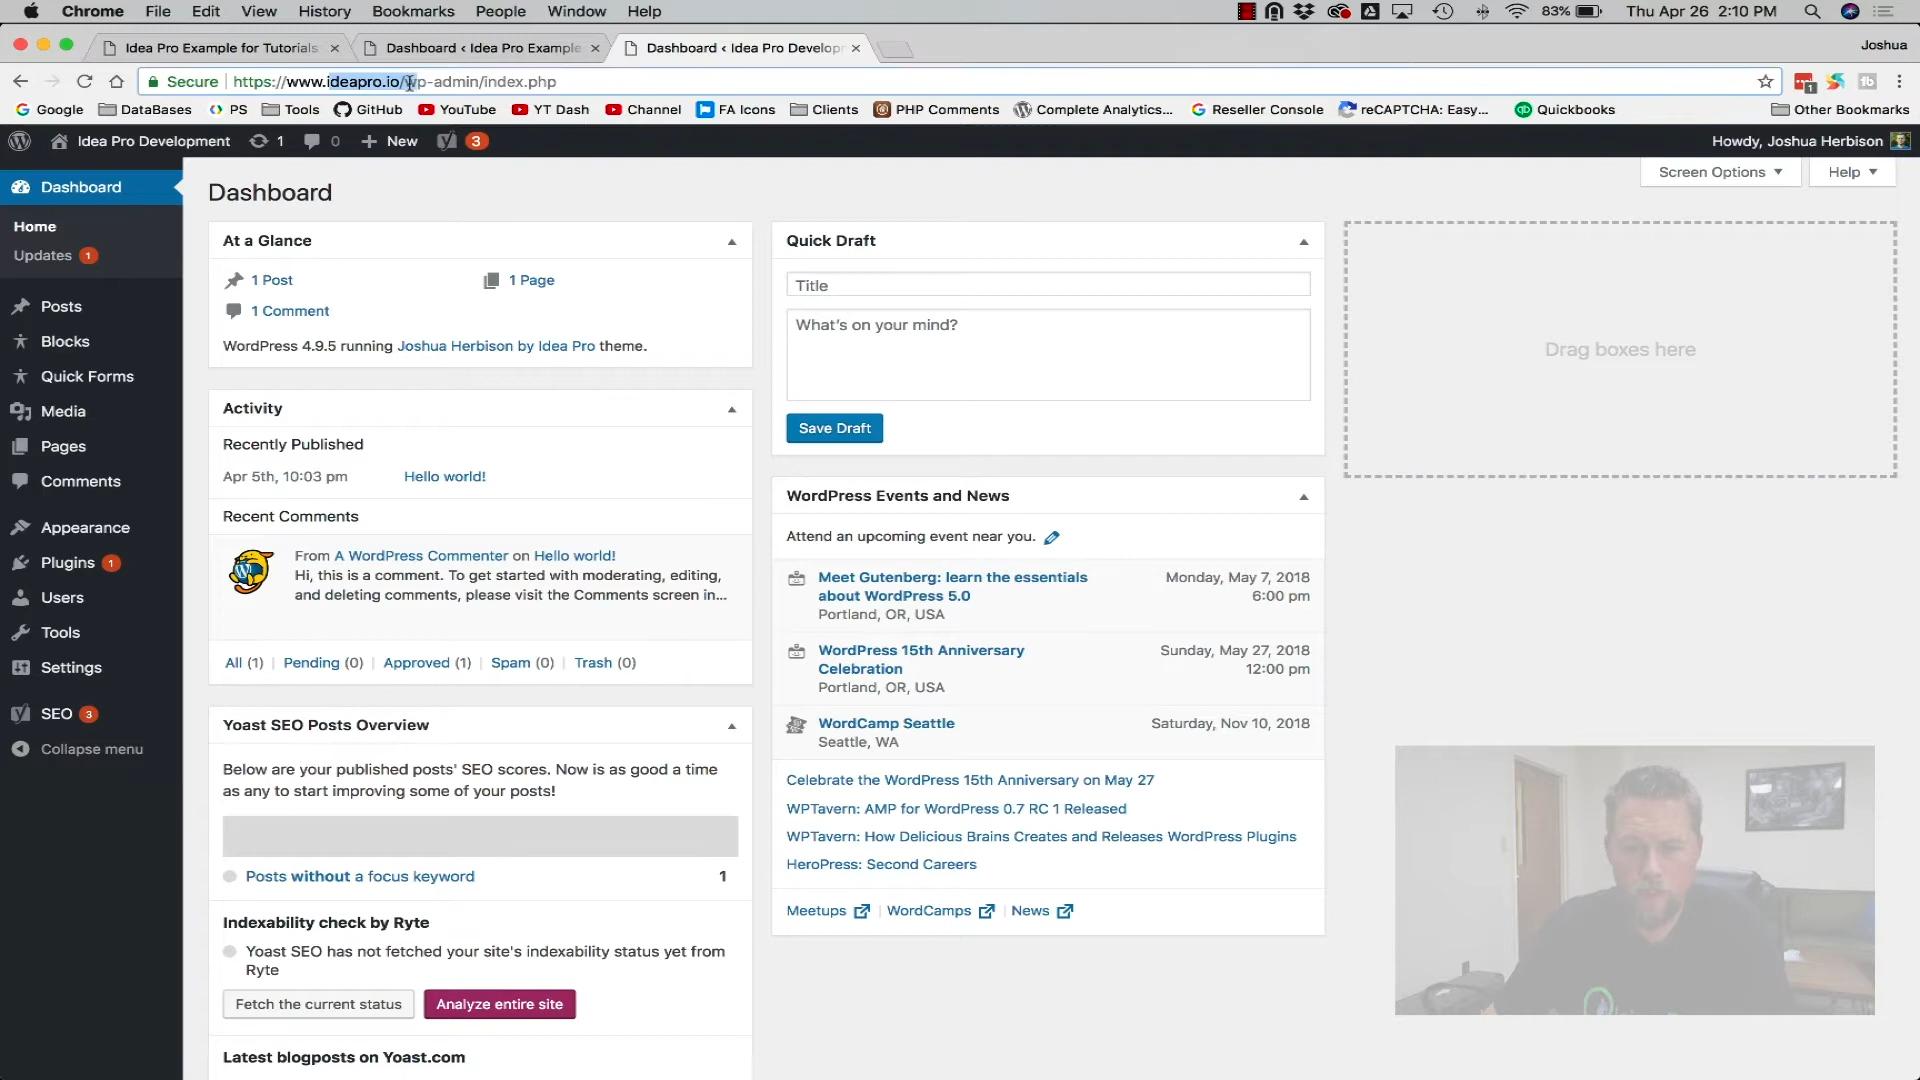 Chrome File Edit View History Bookmarks People Window Help 83% Thu Apr 26 2:10 PM
Idea Pro Example for Tutorials Dashboard ‹ Idea Pro Example Dashboard ‹ Idea Pro Develop Joshua
Secure https://www.ideapro.io/wp-admin/index.php
Google DataBases PS Tools GitHub YouTube YT Dash Channel FA Icons Clients PHP Comments Complete Analytics... Reseller Console reCAPTCHA: Easy... Quickbooks Other Bookmarks
Idea Pro Development 1 0 New 3 Howdy, Joshua Herbison
Dashboard
Home
Updates 1
Posts
Blocks
Quick Forms
Media
Pages
Comments
Appearance
Plugins 1
Users
Tools
Settings
SEO 3
Collapse menu
Screen Options Help
Dashboard
At a Glance
1 Post 1 Page
1 Comment
WordPress 4.9.5 running Joshua Herbison by Idea Pro theme.
Activity
Recently Published
Apr 5th, 10:03 pm Hello world!
Recent Comments
From A WordPress Commenter on Hello world!
Hi, this is a comment. To get started with moderating, editing,
and deleting comments, please visit the Comments screen in...
All (1) | Pending (0) | Approved (1) | Spam (0) | Trash (0)
Yoast SEO Posts Overview
Below are your published posts' SEO scores. Now is as good a time
as any to start improving some of your posts!
Posts without a focus keyword 1
Indexability check by Ryte
Yoast SEO has not fetched your site's indexability status yet from
Ryte
Fetch the current status Analyze entire site
Latest blogposts on Yoast.com
Quick Draft
Title
What's on your mind?
Save Draft
WordPress Events and News
Attend an upcoming event near you.
Meet Gutenberg: learn the essentials Monday, May 7, 2018
about WordPress 5.0 6:00 pm
Portland, OR, USA
WordPress 15th Anniversary Sunday, May 27, 2018
Celebration 12:00 pm
Portland, OR, USA
WordCamp Seattle Saturday, Nov 10, 2018
Seattle, WA
Celebrate the WordPress 15th Anniversary on May 27
WPTavern: AMP for WordPress 0.7 RC 1 Released
WPTavern: How Delicious Brains Creates and Releases WordPress Plugins
HeroPress: Second Careers
Meetups | WordCamps | News
Drag boxes here